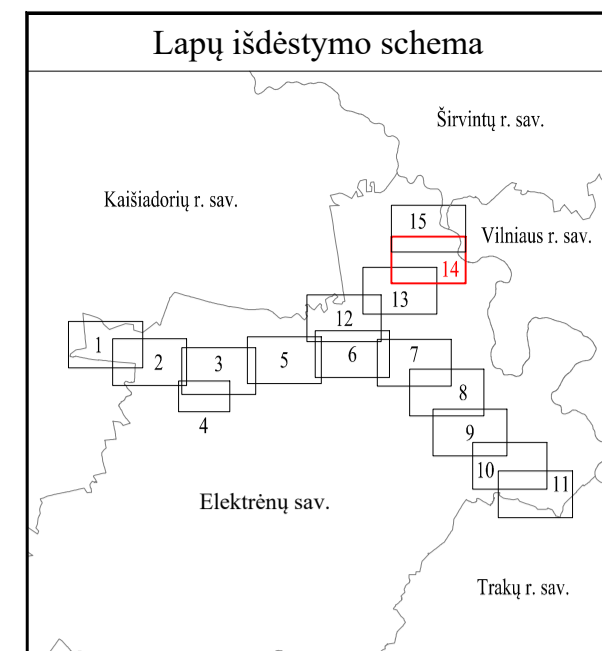 Lapų išdėstymo schema
Širvintų r. sav.
Kaišiadorių r. sav.
15
Vilniaus r. sav.
14
13
12
1
2
3
5
6
7
8
4
9
10
11
Elektrėnų sav.
Trakų r. sav.